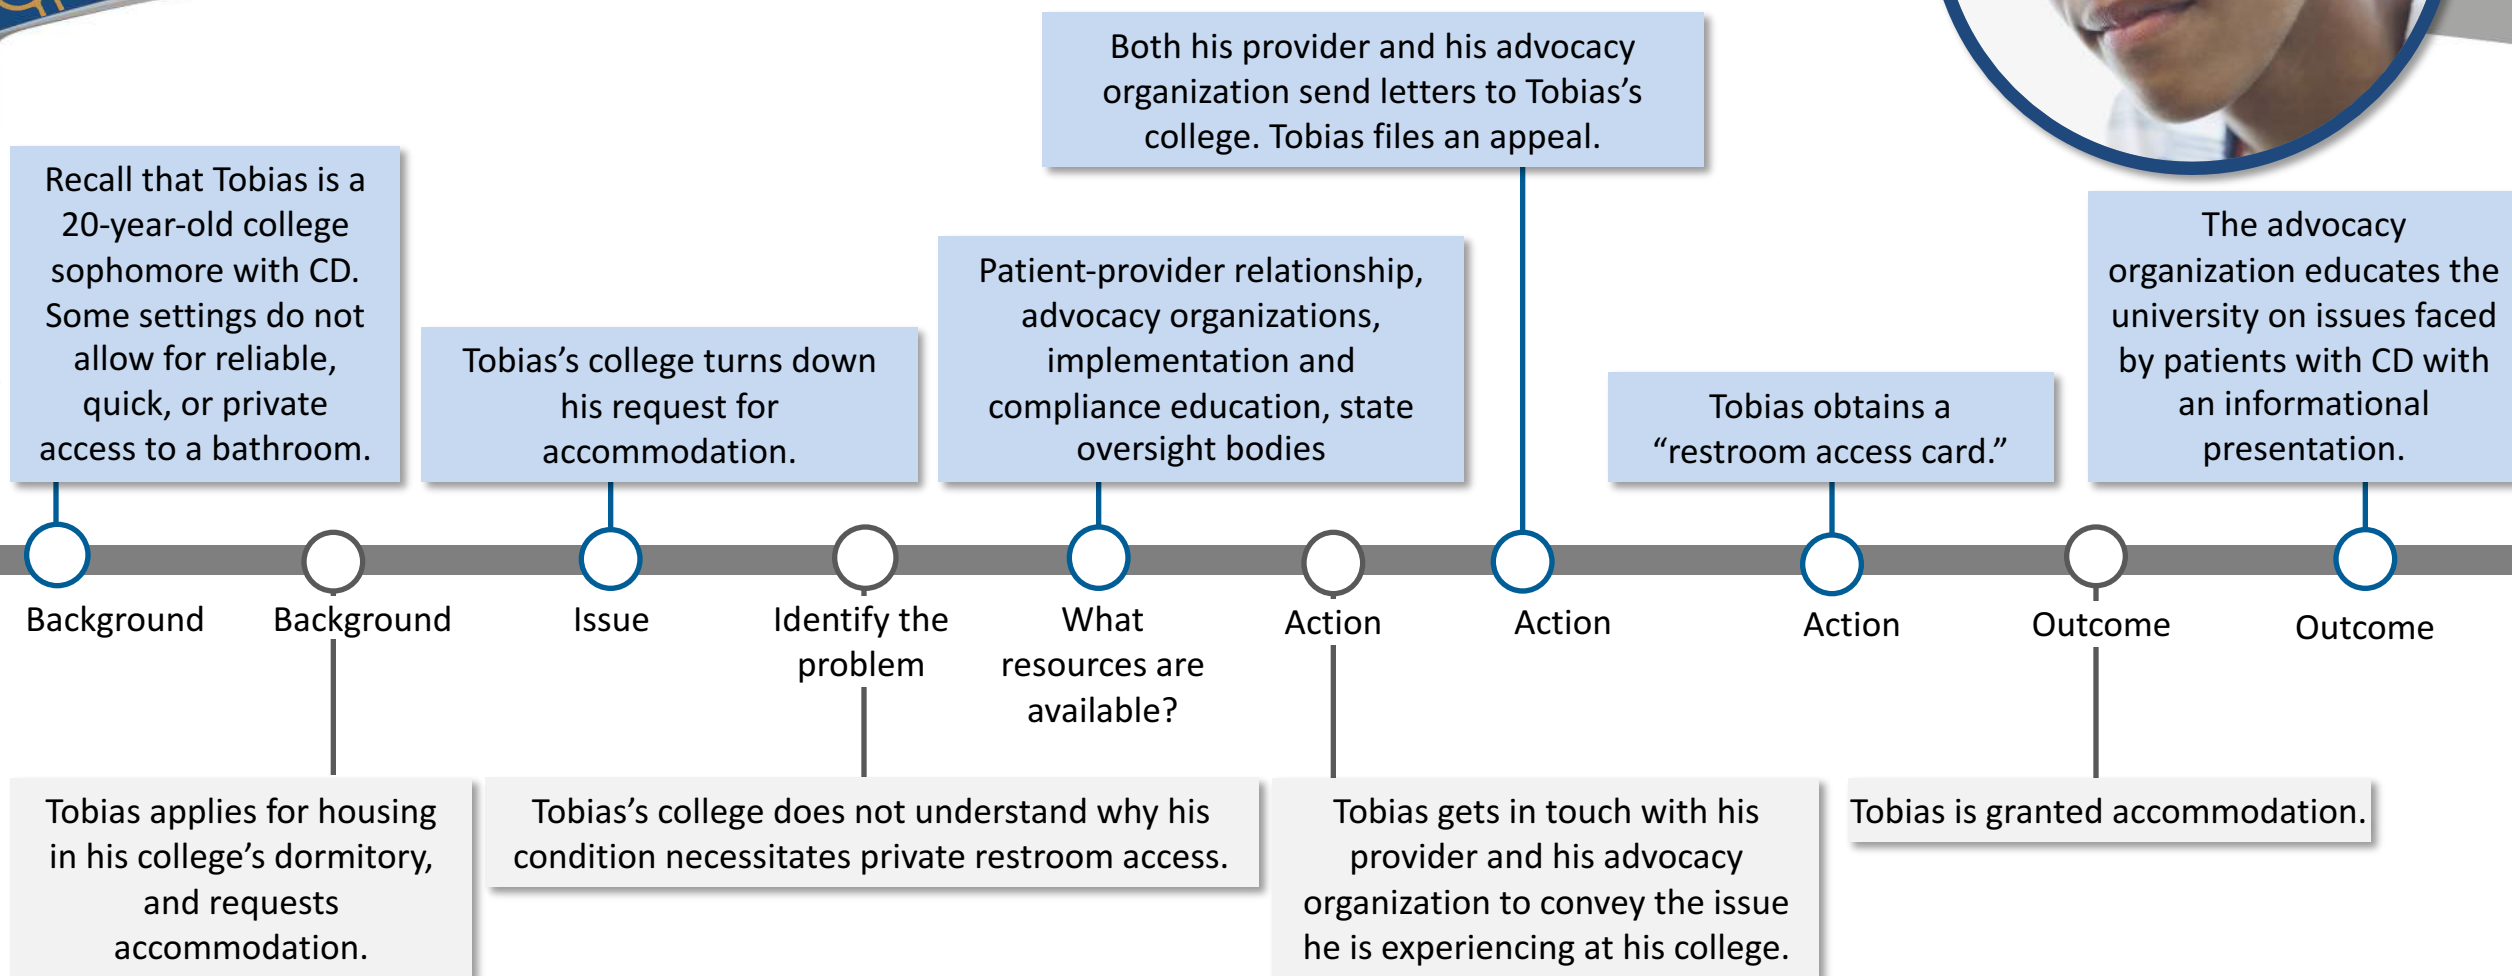 Both his provider and his advocacy
organization send letters to Tobias’s
college. Tobias files an appeal.
Recall that Tobias is a
20-year-old college
sophomore with CD.
Some settings do not
allow for reliable,
quick, or private
access to a bathroom.
Tobias’s college turns down
his request for
accommodation.
Patient-provider relationship,
advocacy organizations,
implementation and
compliance education, state
oversight bodies
Tobias obtains a
“restroom access card.”
The advocacy
organization educates the
university on issues faced
by patients with CD with
an informational
presentation.
Background
Background
Issue
Identify the
problem
What
resources are
available?
Action
Action
Action
Outcome
Outcome
Tobias applies for housing
in his college’s dormitory,
and requests
accommodation.
Tobias’s college does not understand why his
condition necessitates private restroom access.
Tobias gets in touch with his
provider and his advocacy
organization to convey the issue
he is experiencing at his college.
Tobias is granted accommodation.